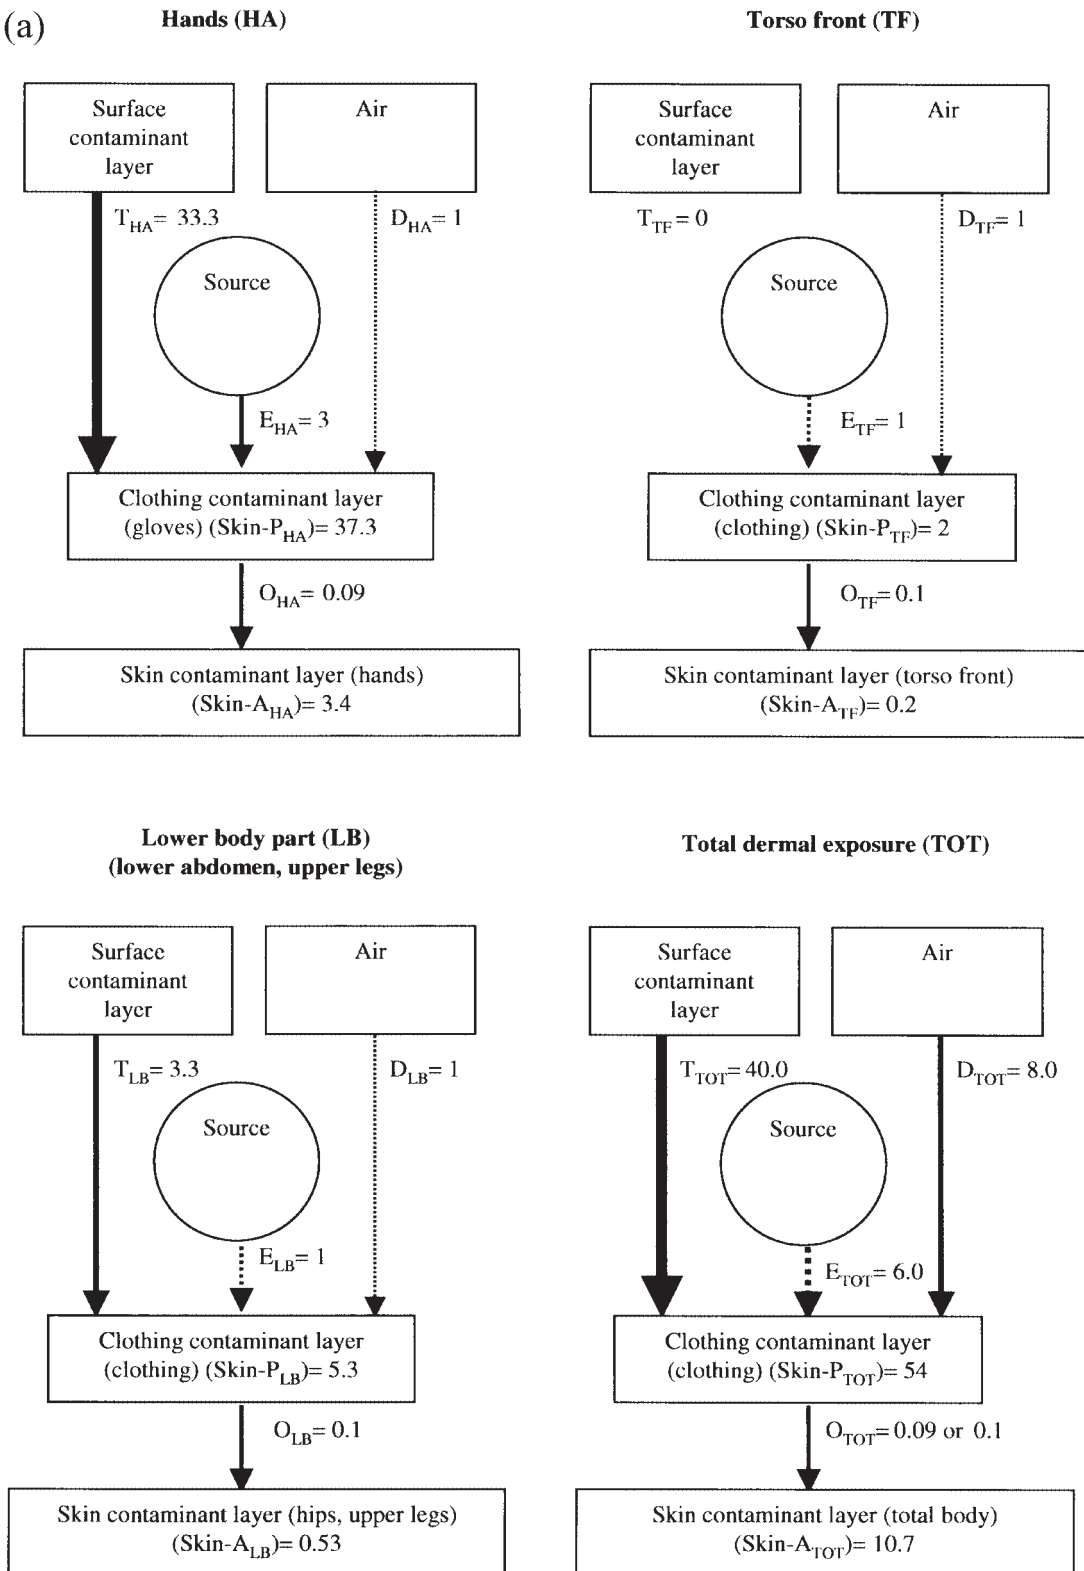 (a)
Hands (HA)
Surface
contaminant
layer
Air
T_HA= 33.3
D_HA= 1
Source
E_HA= 3
Clothing contaminant layer
(gloves) (Skin-P_HA)= 37.3
O_HA= 0.09
Skin contaminant layer (hands)
(Skin-A_HA)= 3.4
Torso front (TF)
Surface
contaminant
layer
Air
T_TF= 0
D_TF= 1
Source
E_TF= 1
Clothing contaminant layer
(clothing) (Skin-P_TF)= 2
O_TF= 0.1
Skin contaminant layer (torso front)
(Skin-A_TF)= 0.2
Lower body part (LB)
(lower abdomen, upper legs)
Surface
contaminant
layer
Air
T_LB= 3.3
D_LB= 1
Source
E_LB= 1
Clothing contaminant layer
(clothing) (Skin-P_LB)= 5.3
O_LB= 0.1
Skin contaminant layer (hips, upper legs)
(Skin-A_LB)= 0.53
Total dermal exposure (TOT)
Surface
contaminant
layer
Air
T_TOT= 40.0
D_TOT= 8.0
Source
E_TOT= 6.0
Clothing contaminant layer
(clothing) (Skin-P_TOT)= 54
O_TOT= 0.09 or 0.1
Skin contaminant layer (total body)
(Skin-A_TOT)= 10.7